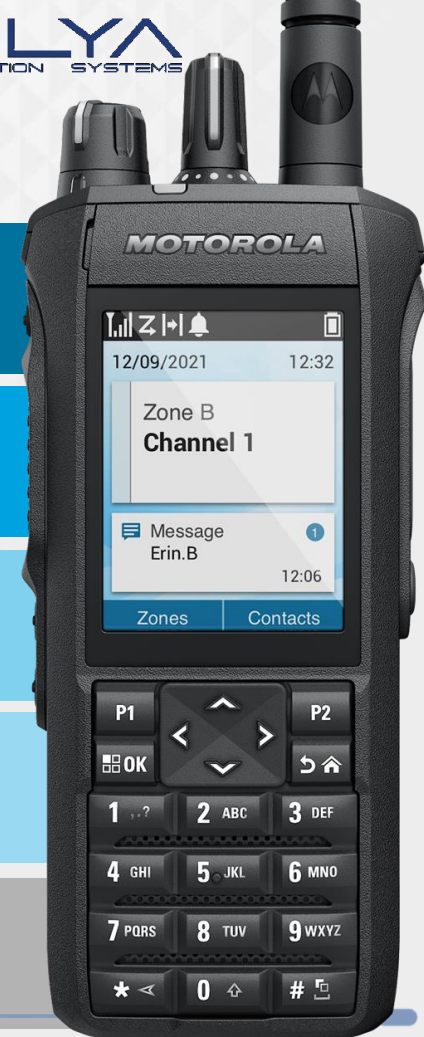 LYA
TION SYSTEMS
MOTOROLA
12/09/2021 12:32
Zone B
Channel 1
Message 1
Erin.B
12:06
Zones Contacts
P1 P2
OK
1 ,.? 2 ABC 3 DEF
4 GHI 5 JKL 6 MNO
7 PQRS 8 TUV 9 WXYZ
* 0 #